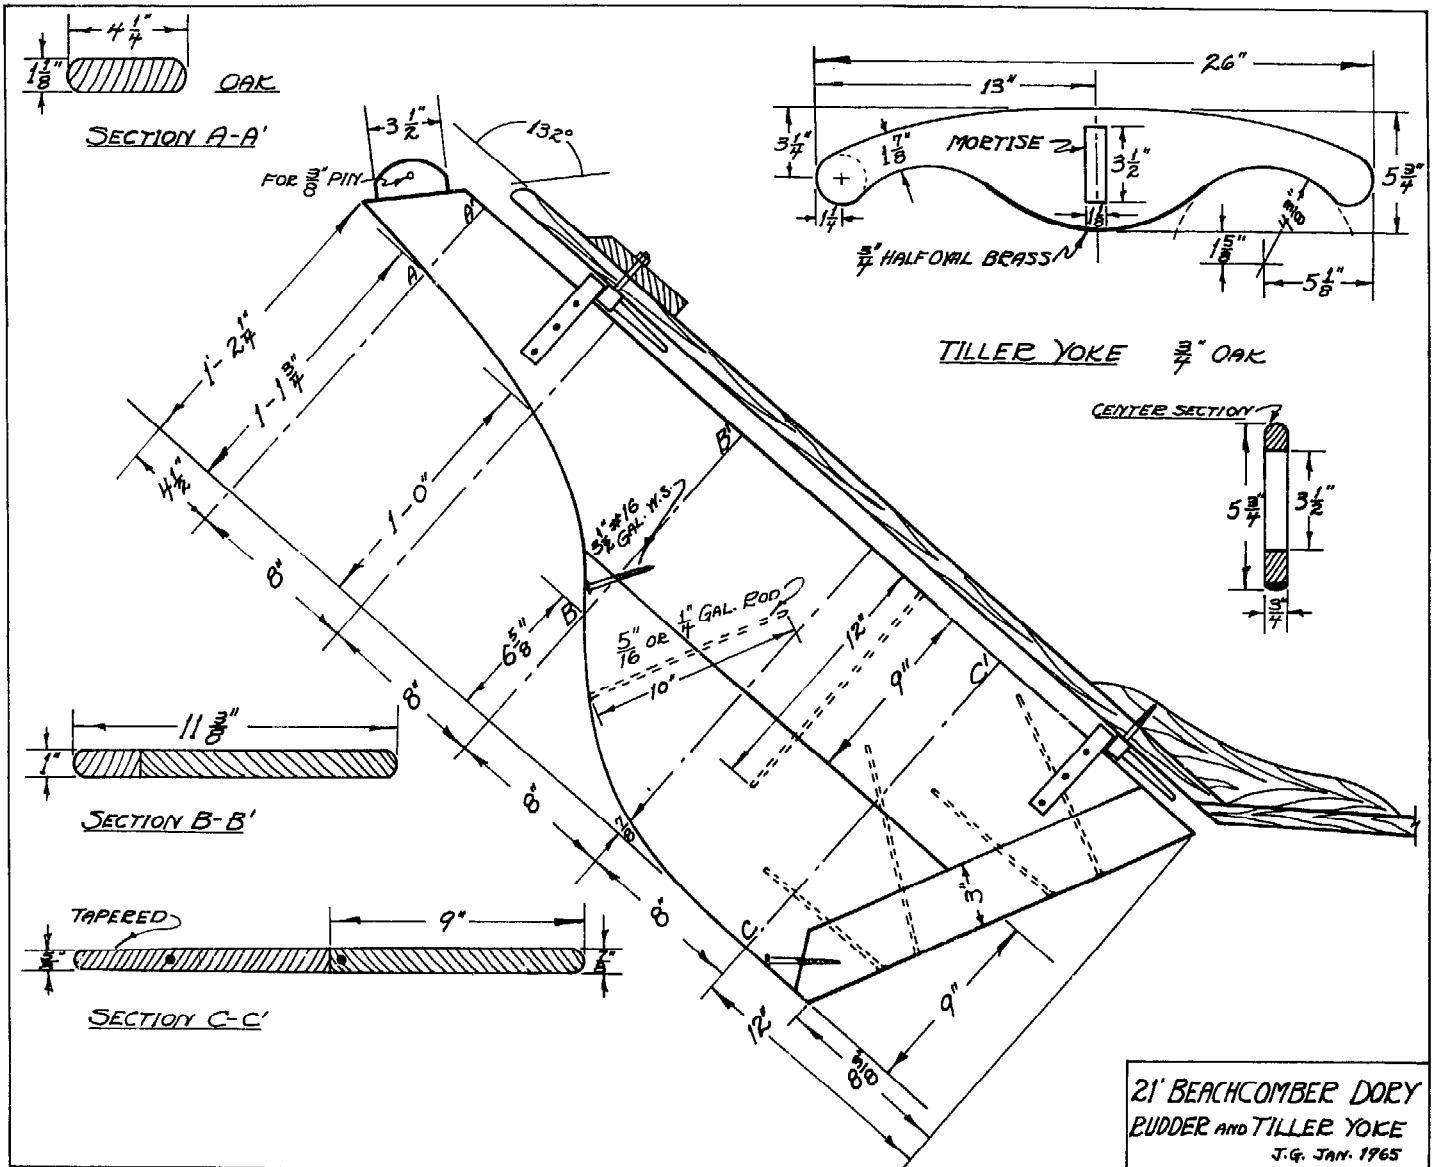 4 1/4"
1 1/8"
OAK
SECTION A-A'
3 1/2"
132°
FOR 3/8" PIN
A'
A
1'- 2 1/4"
1-1 3/4"
1-0"
4 1/2"
8"
6 5/8"
8"
8"
7/8
8"
B'
B
3 1/2" #16
GAL. W.S.
5/16" OR 1/4" GAL. ROD
10"
12"
9"
C'
C
3"
9"
12"
8 3/8"
26"
13"
3 1/4"
1 7/8"
MORTISE
3 1/2"
5 3/4"
1 1/4"
1 1/8
4 3/8"
1 5/8"
5 1/8"
3/4" HALF OVAL BRASS
TILLER YOKE 3/4" OAK
CENTER SECTION
5 3/4"
3 1/2"
3/4"
11 3/8"
1"
SECTION B-B'
TAPERED
9"
7/8"
SECTION C-C'
21' BEACHCOMBER DORY
RUDDER AND TILLER YOKE
J.G. JAN. 1965